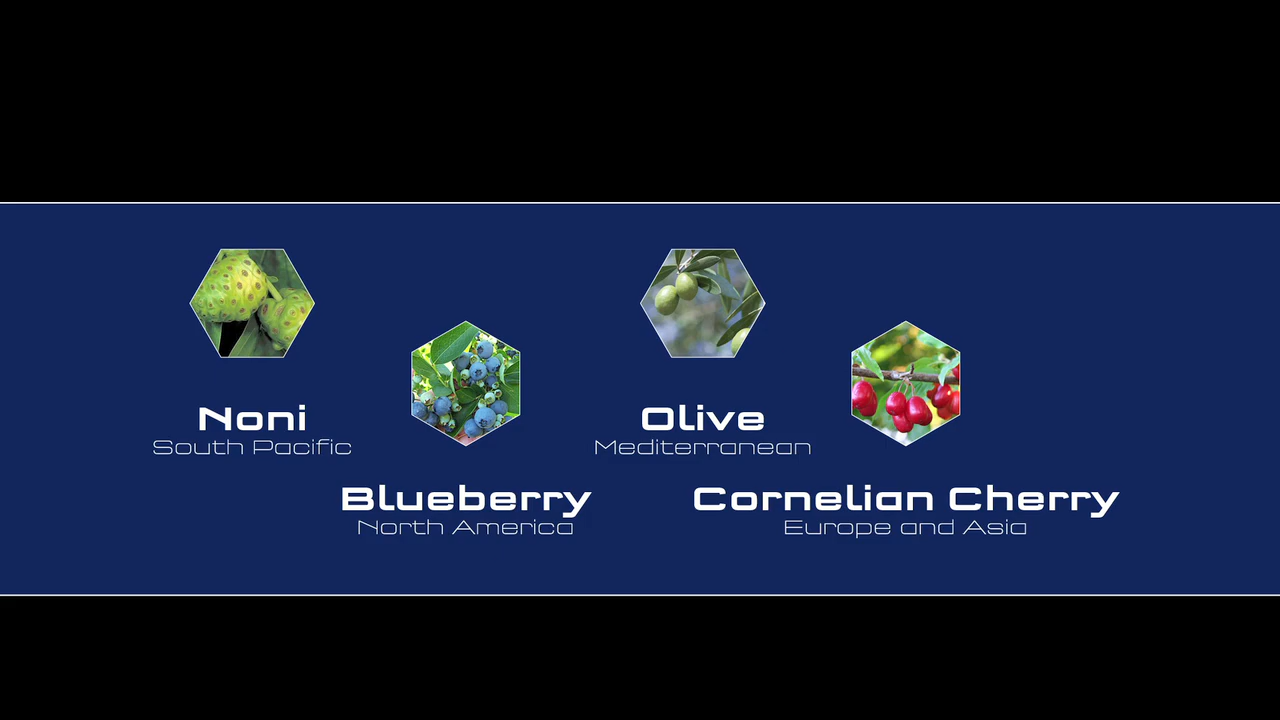 Noni
South Pacific
Blueberry
North America
Olive
Mediterranean
Cornelian Cherry
Europe and Asia